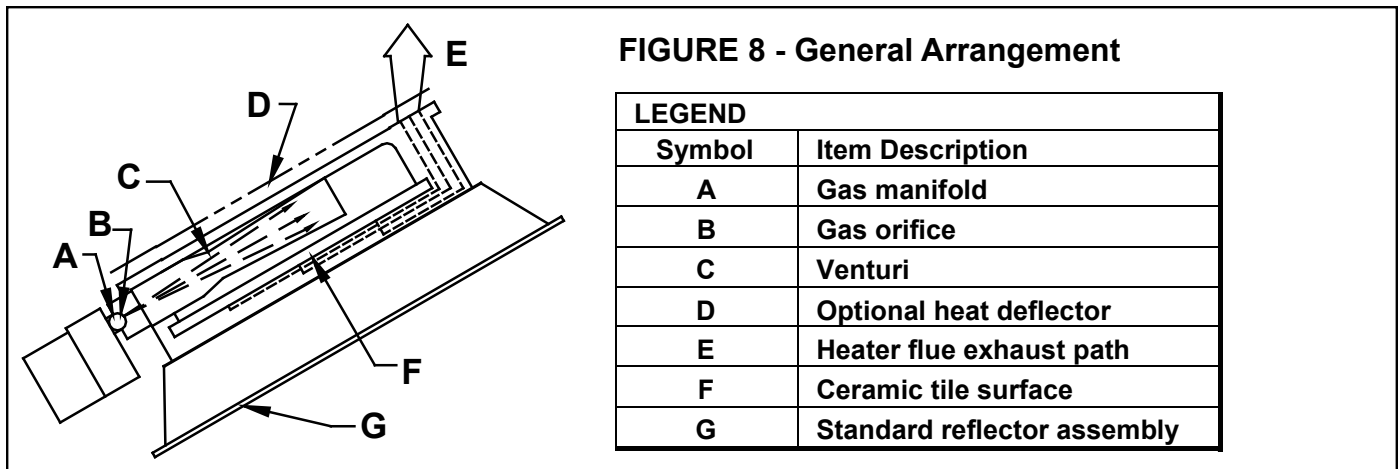 FIGURE 8 - General Arrangement
E
D
C
B
A
F
G
LEGEND
Symbol Item Description
A Gas manifold
B Gas orifice
C Venturi
D Optional heat deflector
E Heater flue exhaust path
F Ceramic tile surface
G Standard reflector assembly